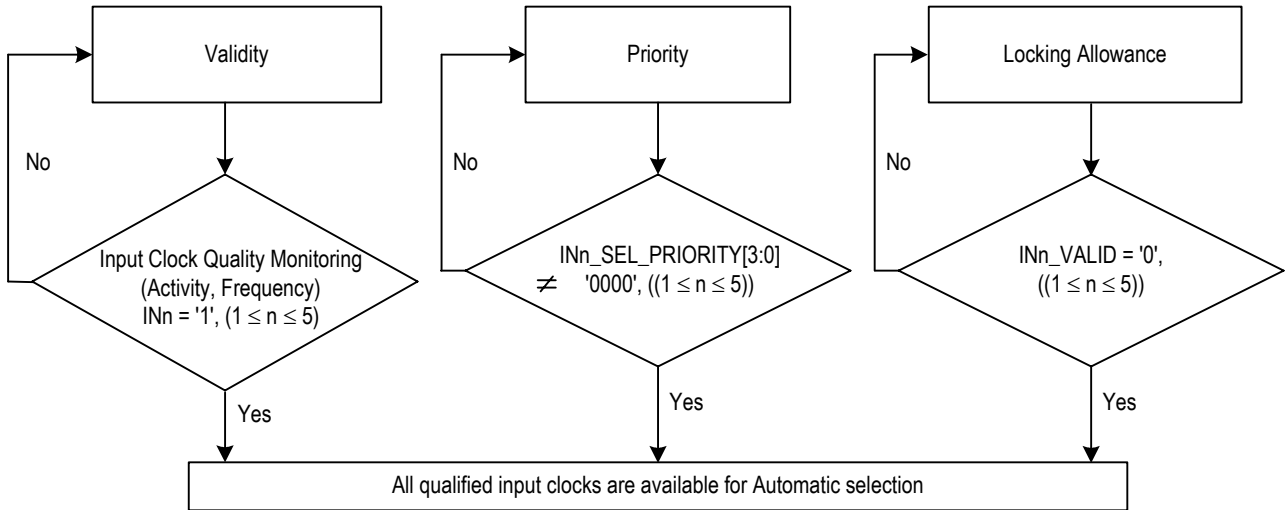 Validity
Priority
Locking Allowance
No
No
No
Input Clock Quality Monitoring
(Activity, Frequency)
INn = '1', (1 ≤ n ≤ 5)
INn_SEL_PRIORITY[3:0]
≠ '0000', ((1 ≤ n ≤ 5))
INn_VALID = '0',
((1 ≤ n ≤ 5))
Yes
Yes
Yes
All qualified input clocks are available for Automatic selection